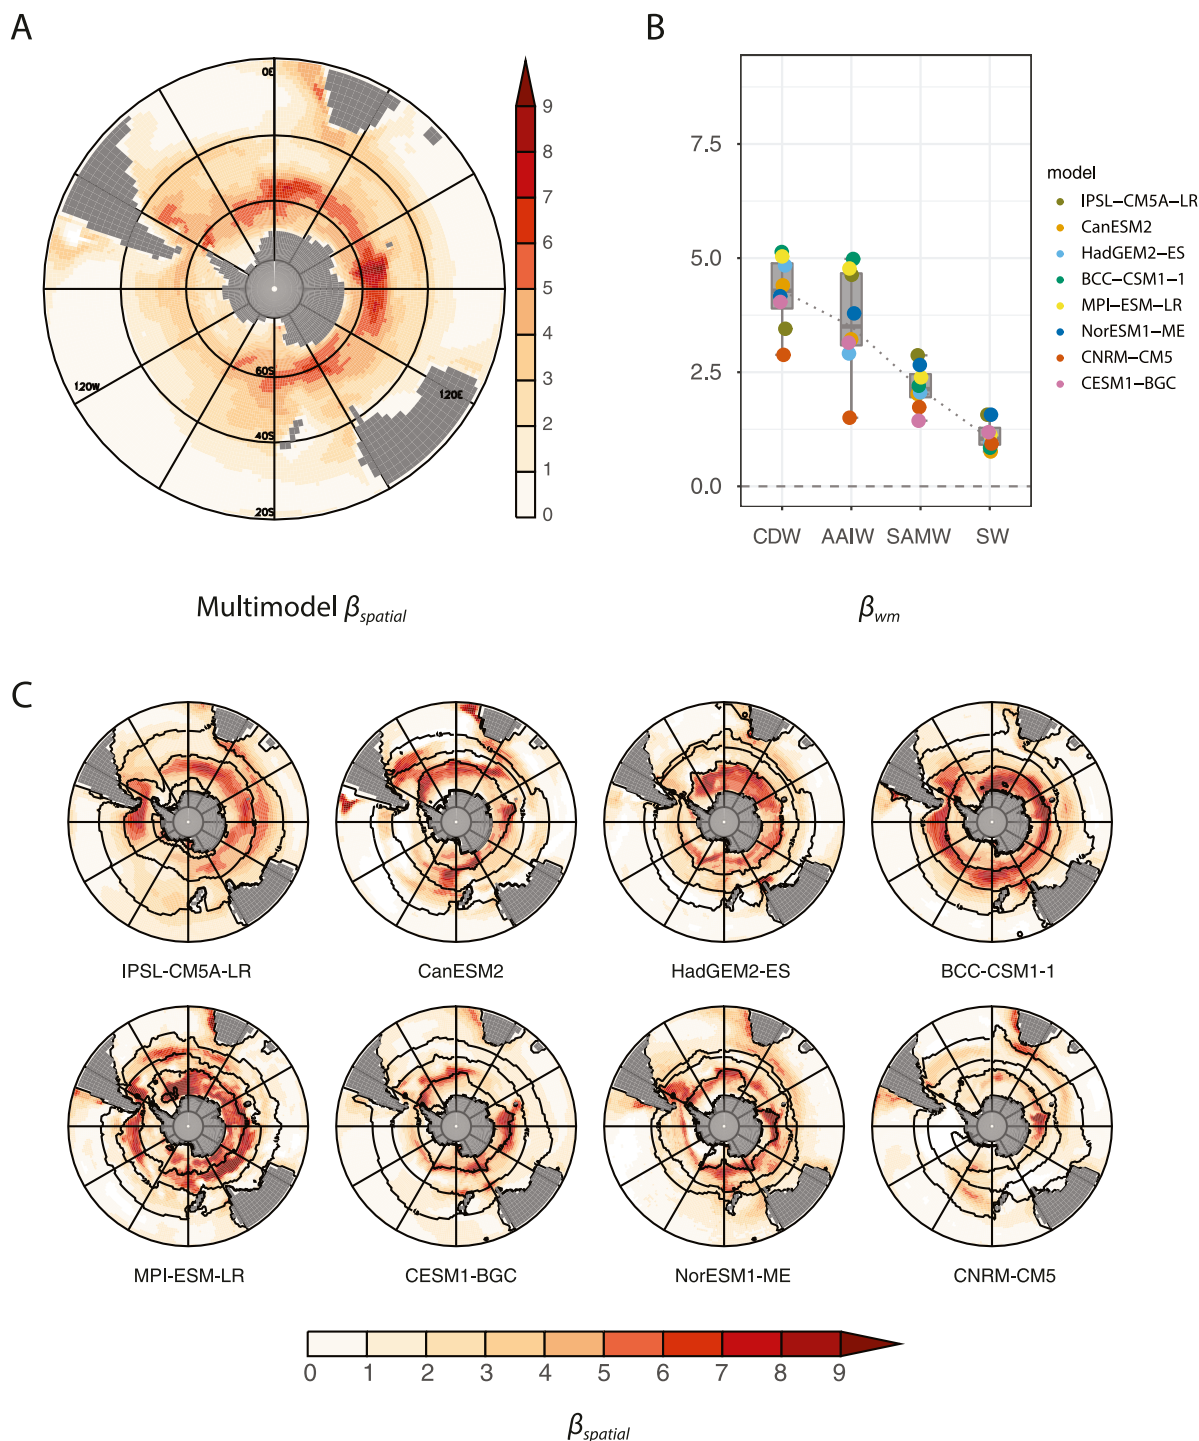 A
0E
120W
120E
60S
40S
20S
9
8
7
6
5
4
3
2
1
0
Multimodel βspatial
B
7.5
5.0
2.5
0.0
CDW AAIW SAMW SW
βwm
model
IPSL−CM5A−LR
CanESM2
HadGEM2−ES
BCC−CSM1−1
MPI−ESM−LR
NorESM1−ME
CNRM−CM5
CESM1−BGC
C
IPSL-CM5A-LR CanESM2 HadGEM2-ES BCC-CSM1-1
MPI-ESM-LR CESM1-BGC NorESM1-ME CNRM-CM5
0 1 2 3 4 5 6 7 8 9
βspatial